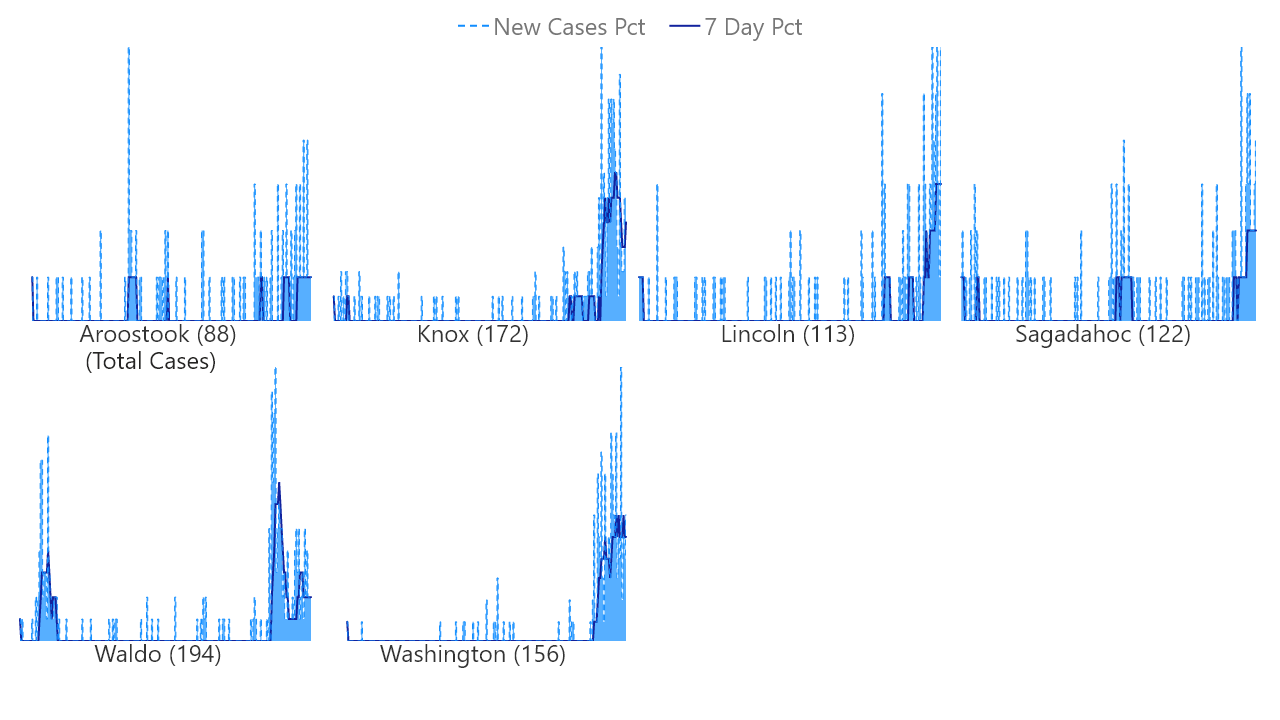 New Cases Pct 7 Day Pct
Aroostook (88)
(Total Cases)
Knox (172)
Lincoln (113)
Sagadahoc (122)
Waldo (194)
Washington (156)